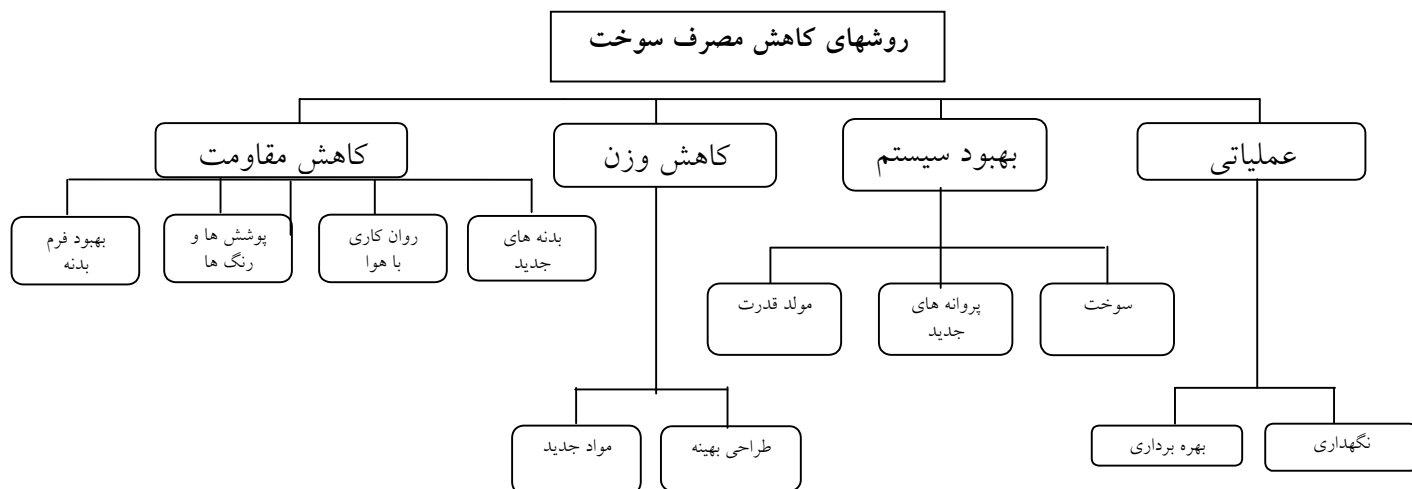 روشهای کاهش مصرف سوخت
عملیاتی
بهبود سیستم
کاهش وزن
کاهش مقاومت
بدنه های
جدید
روان کاری
با هوا
پوشش ها و
رنگ ها
بهبود فرم
بدنه
سوخت
پروانه های
جدید
مولد قدرت
نگهداری
بهره برداری
طراحی بهینه
مواد جدید